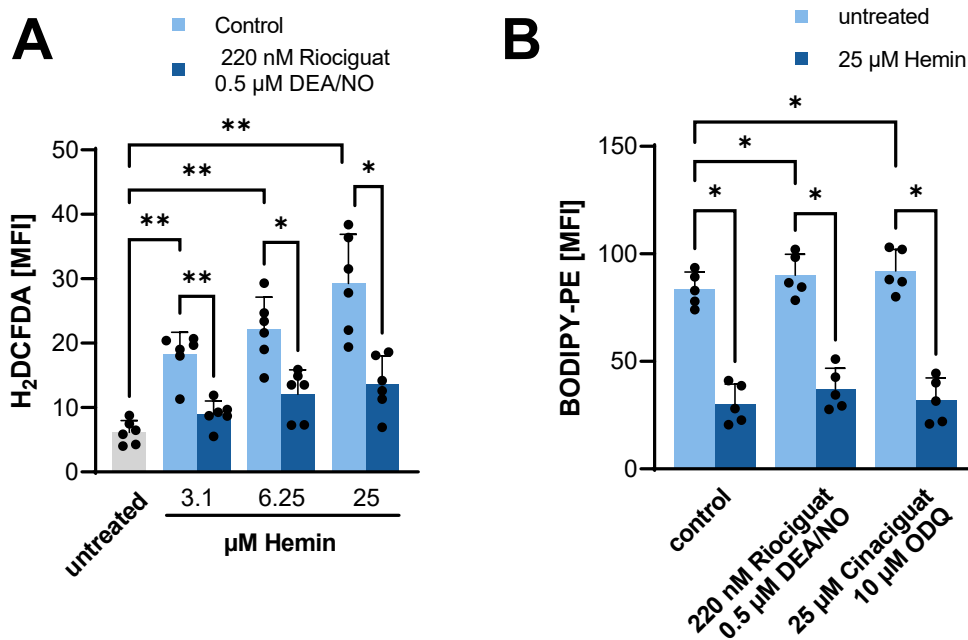 A
Control
220 nM Riociguat
0.5 µM DEA/NO
H₂DCFDA [MFI]
50
40
30
20
10
0
**
**
**
**
*
*
untreated
3.1
6.25
25
µM Hemin
B
untreated
25 µM Hemin
BODIPY-PE [MFI]
150
100
50
0
*
*
*
*
*
control
220 nM Riociguat
0.5 µM DEA/NO
25 µM Cinaciguat
10 µM ODQ